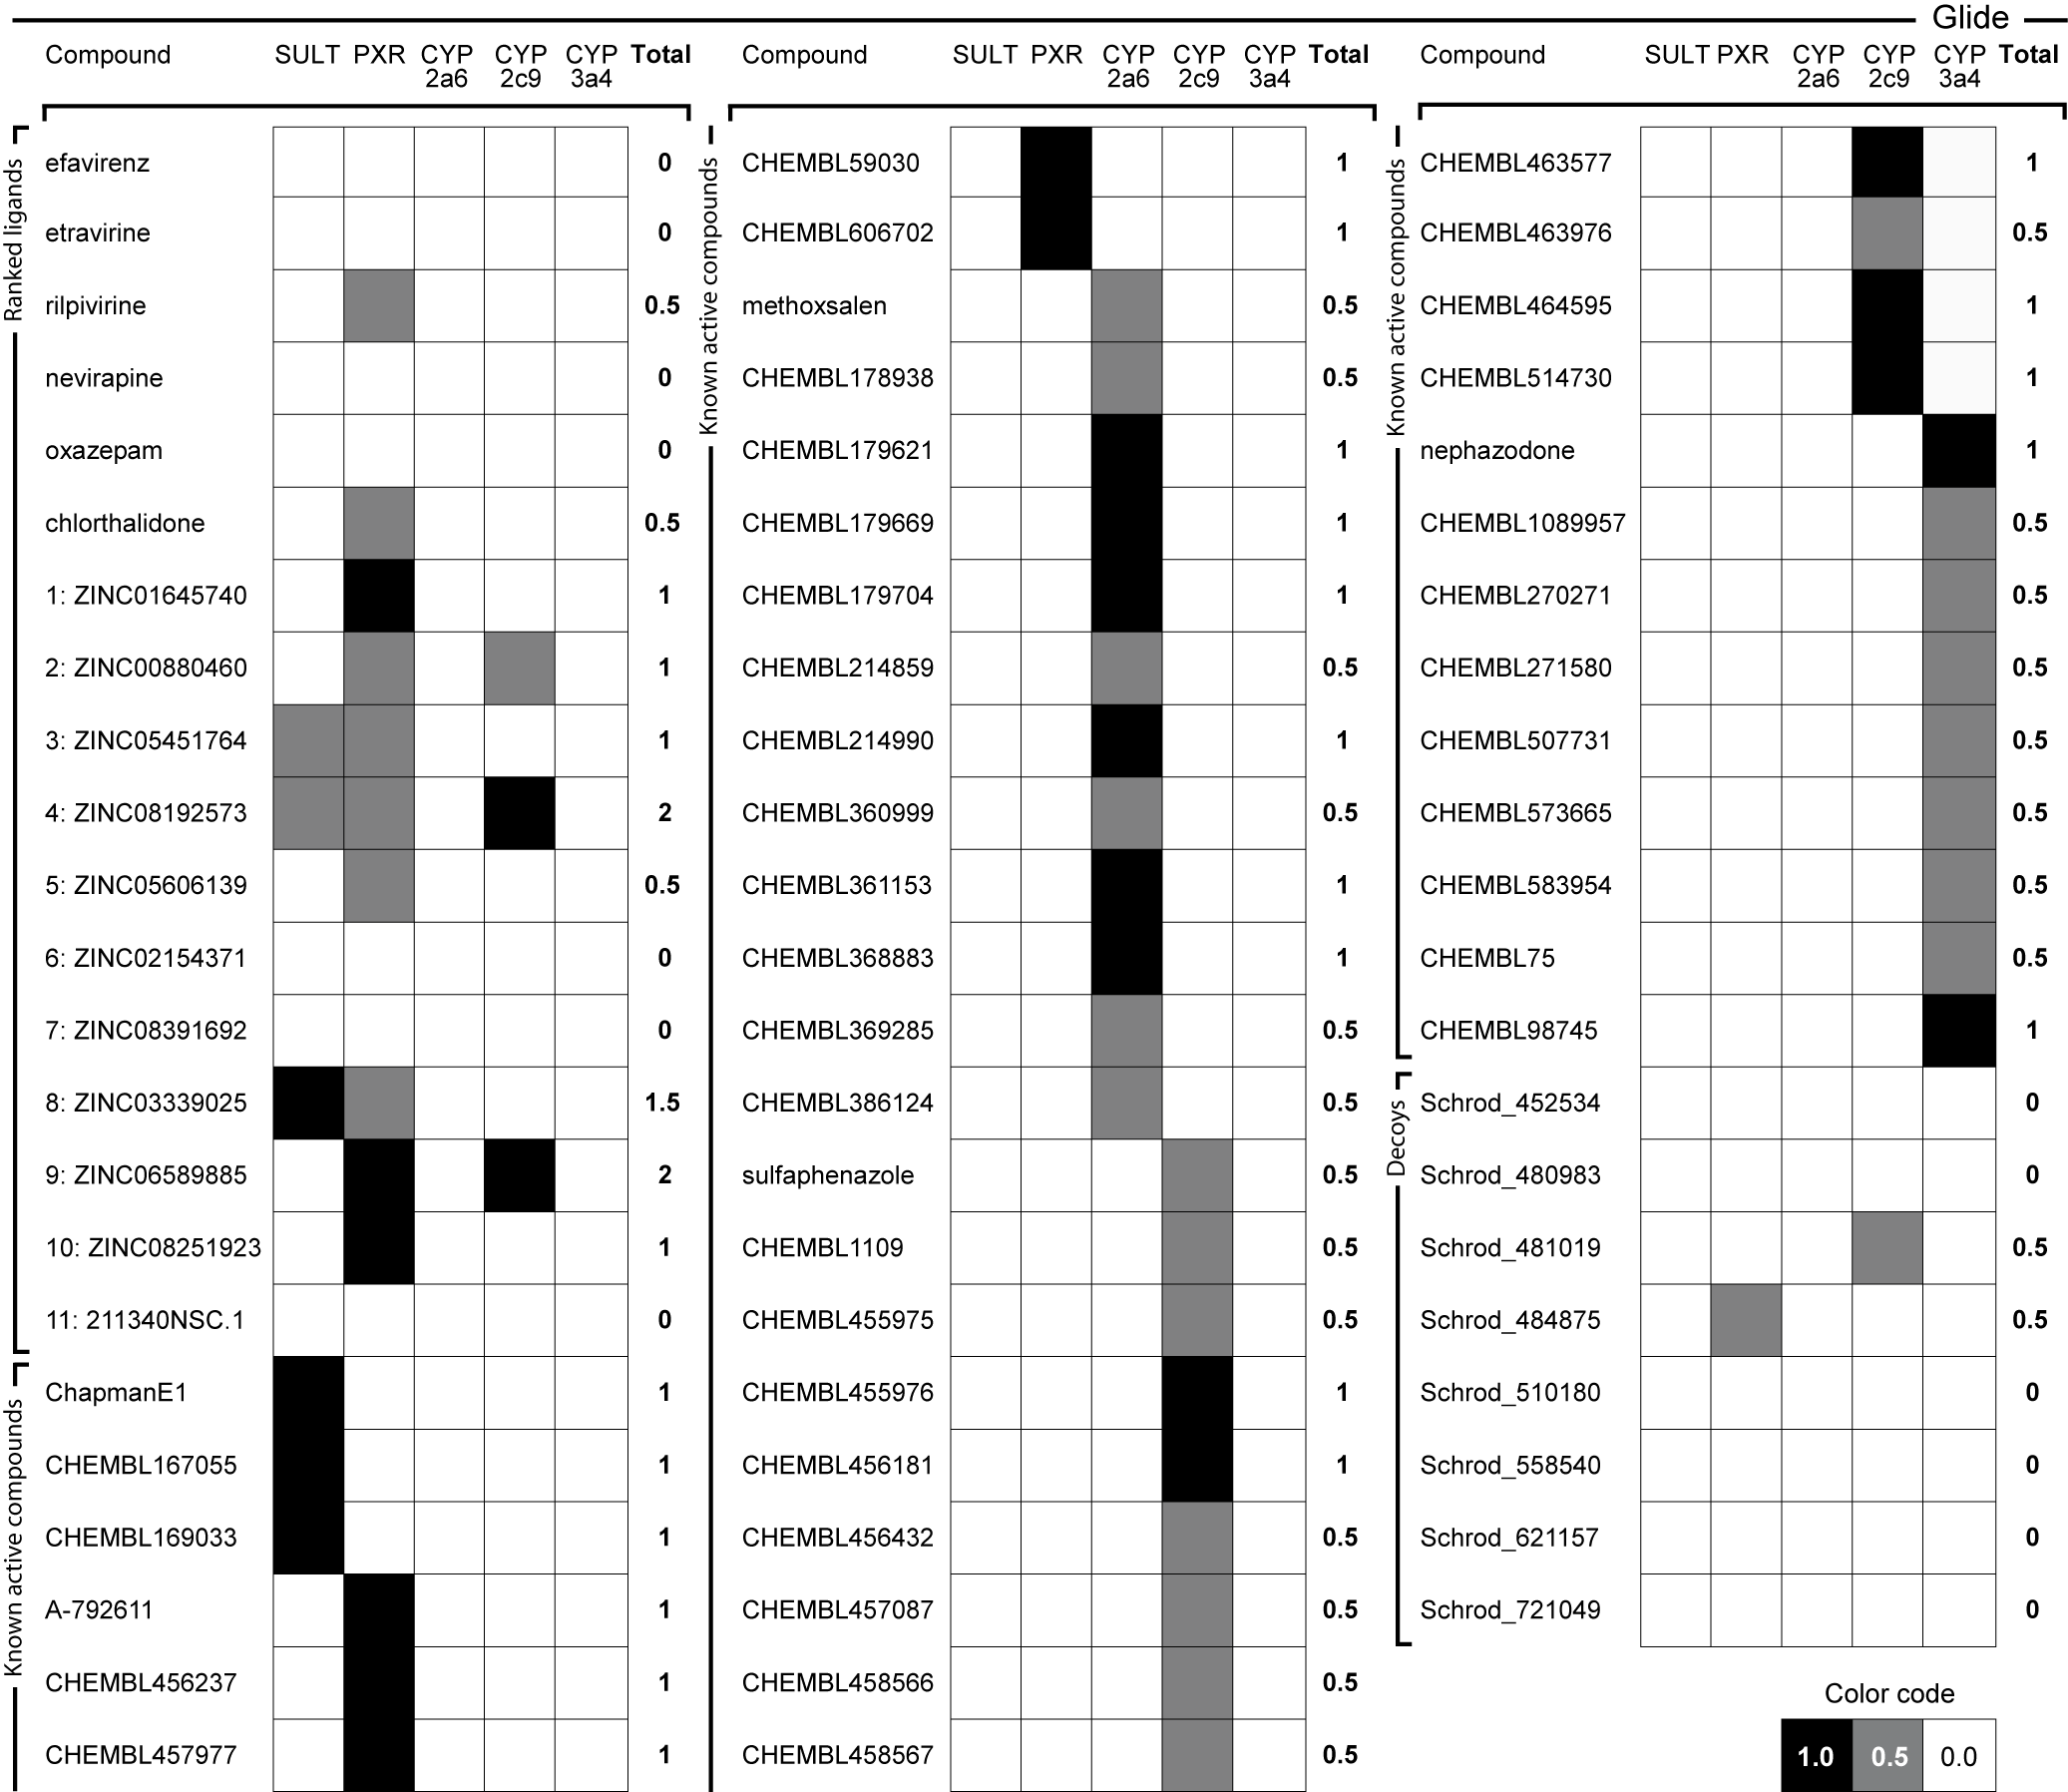 Glide
Compound SULT PXR CYP 2a6 CYP 2c9 CYP 3a4 Total
Ranked ligands
efavirenz 0
etravirine 0
rilpivirine 0.5
nevirapine 0
oxazepam 0
chlorthalidone 0.5
1: ZINC01645740 1
2: ZINC00880460 1
3: ZINC05451764 1
4: ZINC08192573 2
5: ZINC05606139 0.5
6: ZINC02154371 0
7: ZINC08391692 0
8: ZINC03339025 1.5
9: ZINC06589885 2
10: ZINC08251923 1
11: 211340NSC.1 0
Known active compounds
ChapmanE1 1
CHEMBL167055 1
CHEMBL169033 1
A-792611 1
CHEMBL456237 1
CHEMBL457977 1
Compound SULT PXR CYP 2a6 CYP 2c9 CYP 3a4 Total
Known active compounds
CHEMBL59030 1
CHEMBL606702 1
methoxsalen 0.5
CHEMBL178938 0.5
CHEMBL179621 1
CHEMBL179669 1
CHEMBL179704 1
CHEMBL214859 0.5
CHEMBL214990 1
CHEMBL360999 0.5
CHEMBL361153 1
CHEMBL368883 1
CHEMBL369285 0.5
CHEMBL386124 0.5
sulfaphenazole 0.5
CHEMBL1109 0.5
CHEMBL455975 0.5
CHEMBL455976 1
CHEMBL456181 1
CHEMBL456432 0.5
CHEMBL457087 0.5
CHEMBL458566 0.5
CHEMBL458567 0.5
Compound SULT PXR CYP 2a6 CYP 2c9 CYP 3a4 Total
Known active compounds
CHEMBL463577 1
CHEMBL463976 0.5
CHEMBL464595 1
CHEMBL514730 1
nephazodone 1
CHEMBL1089957 0.5
CHEMBL270271 0.5
CHEMBL271580 0.5
CHEMBL507731 0.5
CHEMBL573665 0.5
CHEMBL583954 0.5
CHEMBL75 0.5
CHEMBL98745 1
Decoys
Schrod_452534 0
Schrod_480983 0
Schrod_481019 0.5
Schrod_484875 0.5
Schrod_510180 0
Schrod_558540 0
Schrod_621157 0
Schrod_721049 0
Color code
1.0 0.5 0.0